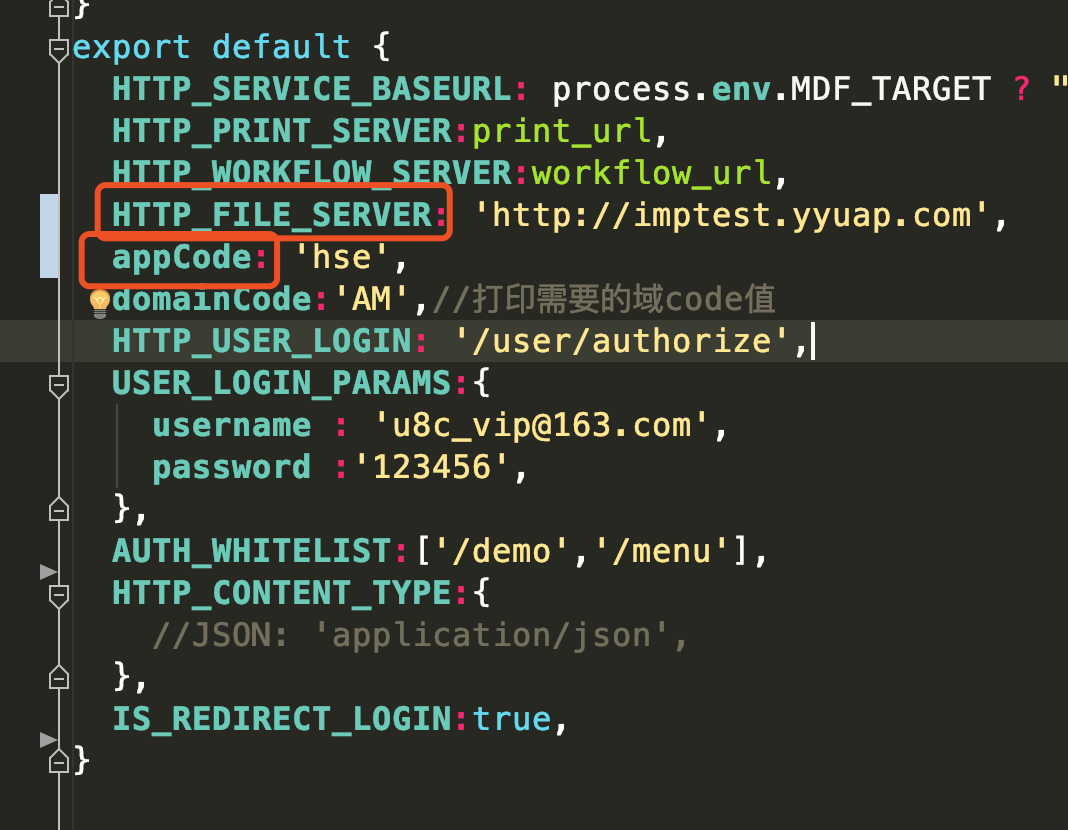 }
export default {
HTTP_SERVICE_BASEURL: process.env.MDF_TARGET ? "
HTTP_PRINT_SERVER:print_url,
HTTP_WORKFLOW_SERVER:workflow_url,
HTTP_FILE_SERVER: 'http://imptest.yyuap.com',
appCode: 'hse',
domainCode:'AM',//打印需要的域code值
HTTP_USER_LOGIN: '/user/authorize',
USER_LOGIN_PARAMS:{
username : 'u8c_vip@163.com',
password :'123456',
},
AUTH_WHITELIST:['/demo','/menu'],
HTTP_CONTENT_TYPE:{
//JSON: 'application/json',
},
IS_REDIRECT_LOGIN:true,
}